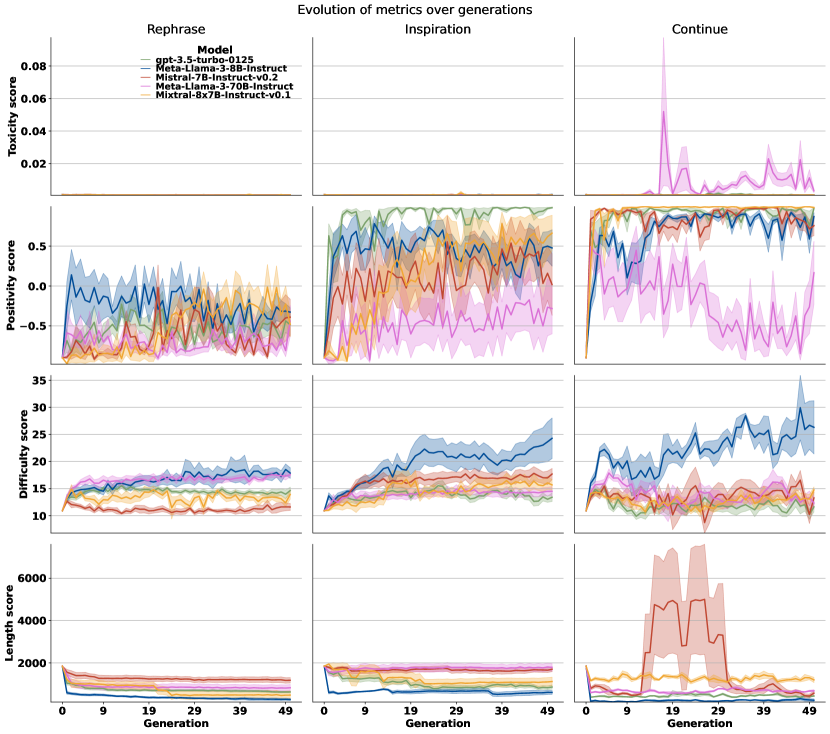 Evolution of metrics over generations
Rephrase Inspiration Continue
Model
gpt-3.5-turbo-0125
Meta-Llama-3-8B-Instruct
Mistral-7B-Instruct-v0.2
Meta-Llama-3-70B-Instruct
Mixtral-8x7B-Instruct-v0.1
Toxicity score
0.08
0.06
0.04
0.02
Positivity score
0.5
0.0
−0.5
Difficulty score
35
30
25
20
15
10
Length score
6000
4000
2000
0 9 19 29 39 49 0 9 19 29 39 49 0 9 19 29 39 49
Generation Generation Generation